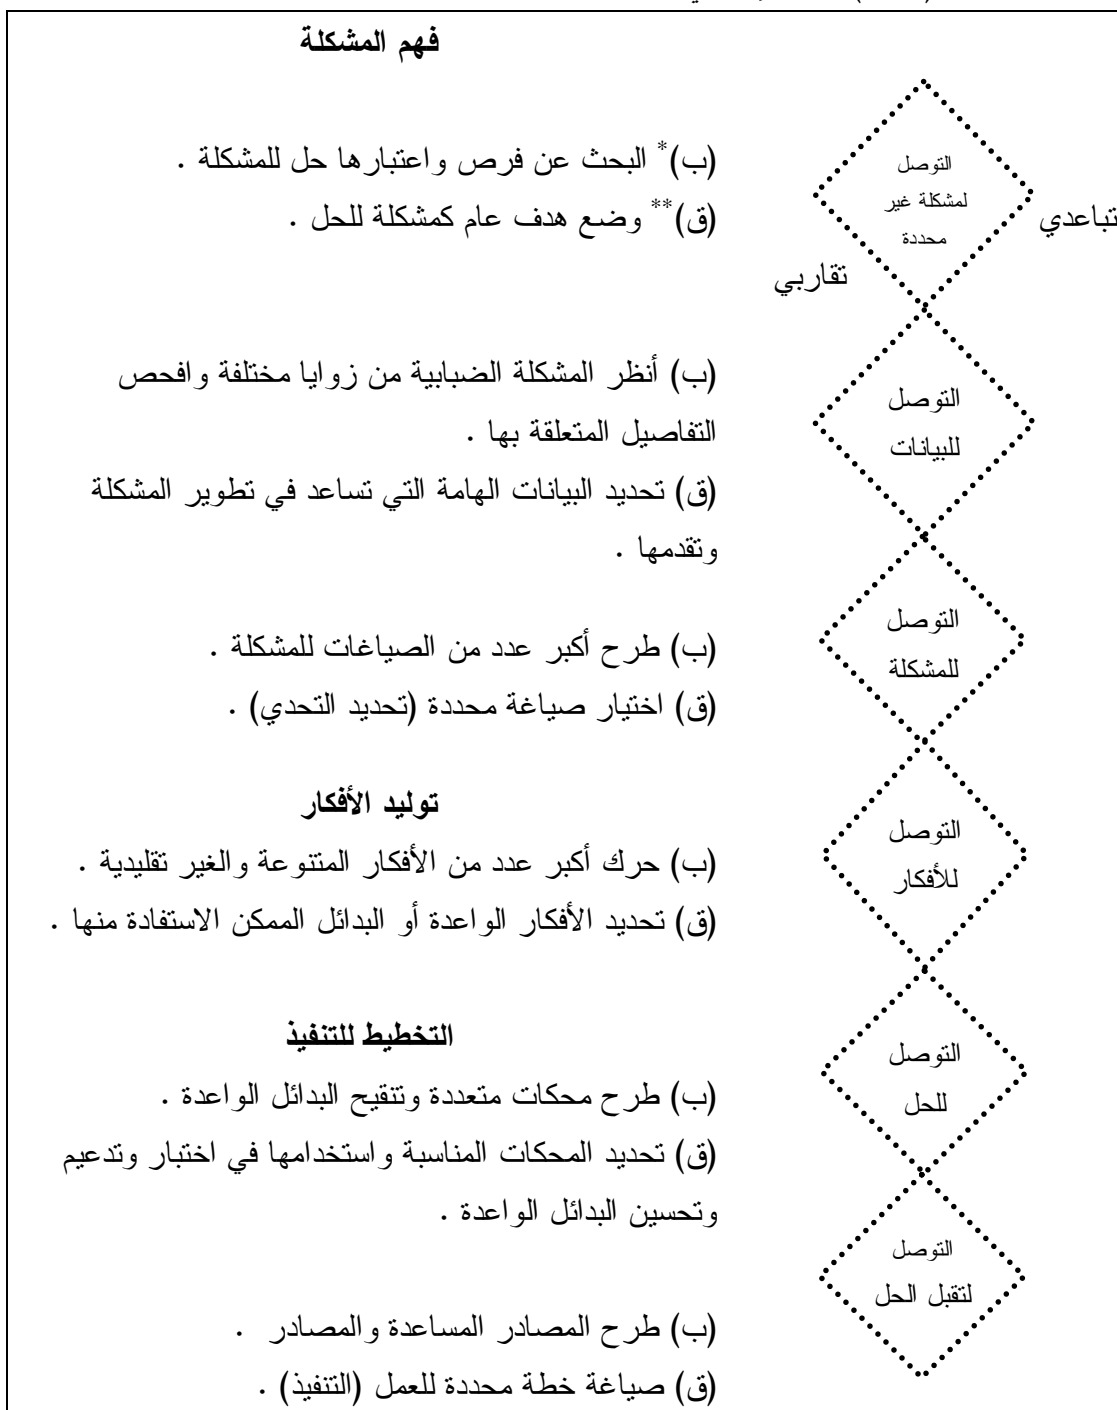 فهم المشكلة
التوصل
لمشكلة غير
محددة
تباعدي
تقاربي
(ب)* البحث عن فرص واعتبارها حل للمشكلة .
(ق)** وضع هدف عام كمشكلة للحل .
التوصل
للبيانات
(ب) أنظر المشكلة الضبابية من زوايا مختلفة وافحص
التفاصيل المتعلقة بها .
(ق) تحديد البيانات الهامة التي تساعد في تطوير المشكلة
وتقدمها .
التوصل
للمشكلة
(ب) طرح أكبر عدد من الصياغات للمشكلة .
(ق) اختيار صياغة محددة (تحديد التحدي) .
توليد الأفكار
التوصل
للأفكار
(ب) حرك أكبر عدد من الأفكار المتنوعة والغير تقليدية .
(ق) تحديد الأفكار الواعدة أو البدائل الممكن الاستفادة منها .
التخطيط للتنفيذ
التوصل
للحل
(ب) طرح محكات متعددة وتنقيح البدائل الواعدة .
(ق) تحديد المحكات المناسبة واستخدامها في اختبار وتدعيم
وتحسين البدائل الواعدة .
التوصل
لتقبل الحل
(ب) طرح المصادر المساعدة والمصادر .
(ق) صياغة خطة محددة للعمل (التنفيذ) .